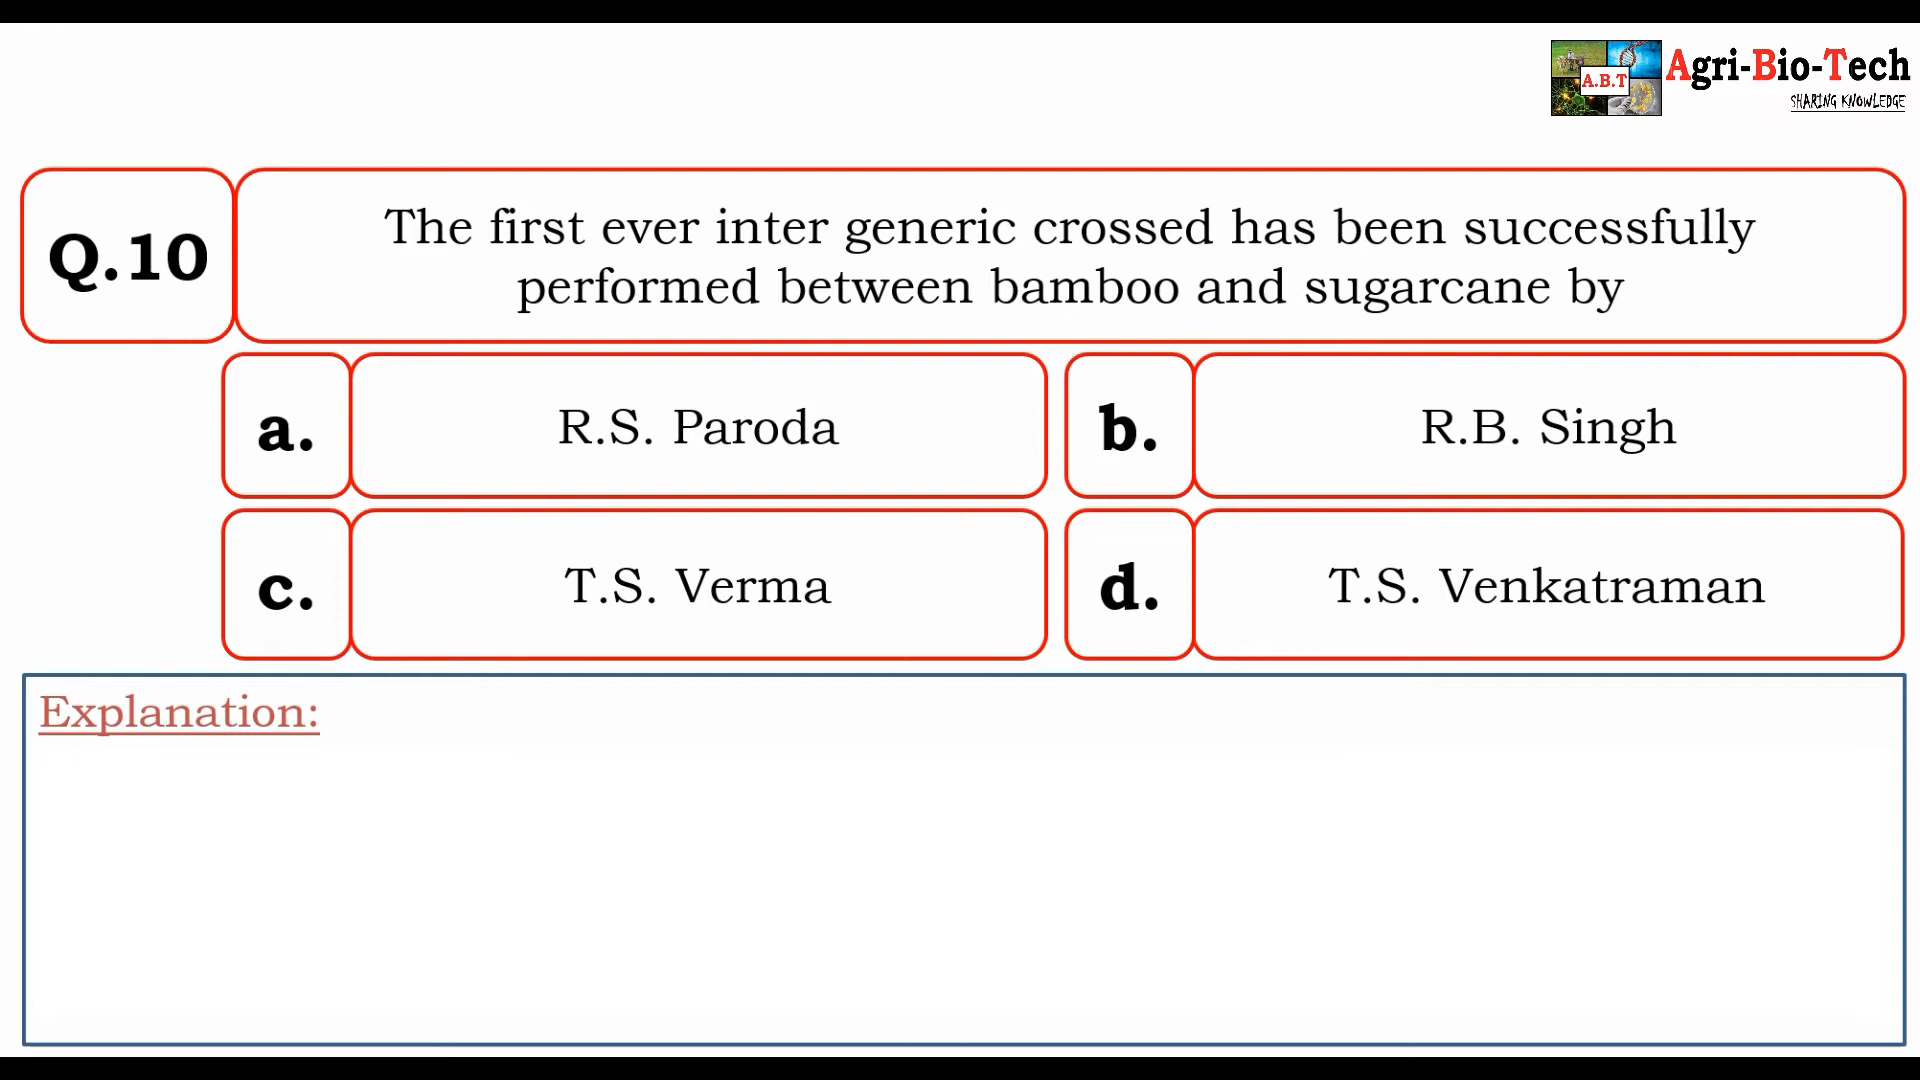 A.B.T
Agri-Bio-Tech
SHARING KNOWLEDGE
Q.10
The first ever inter generic crossed has been successfully
performed between bamboo and sugarcane by
a.
R.S. Paroda
b.
R.B. Singh
c.
T.S. Verma
d.
T.S. Venkatraman
Explanation: